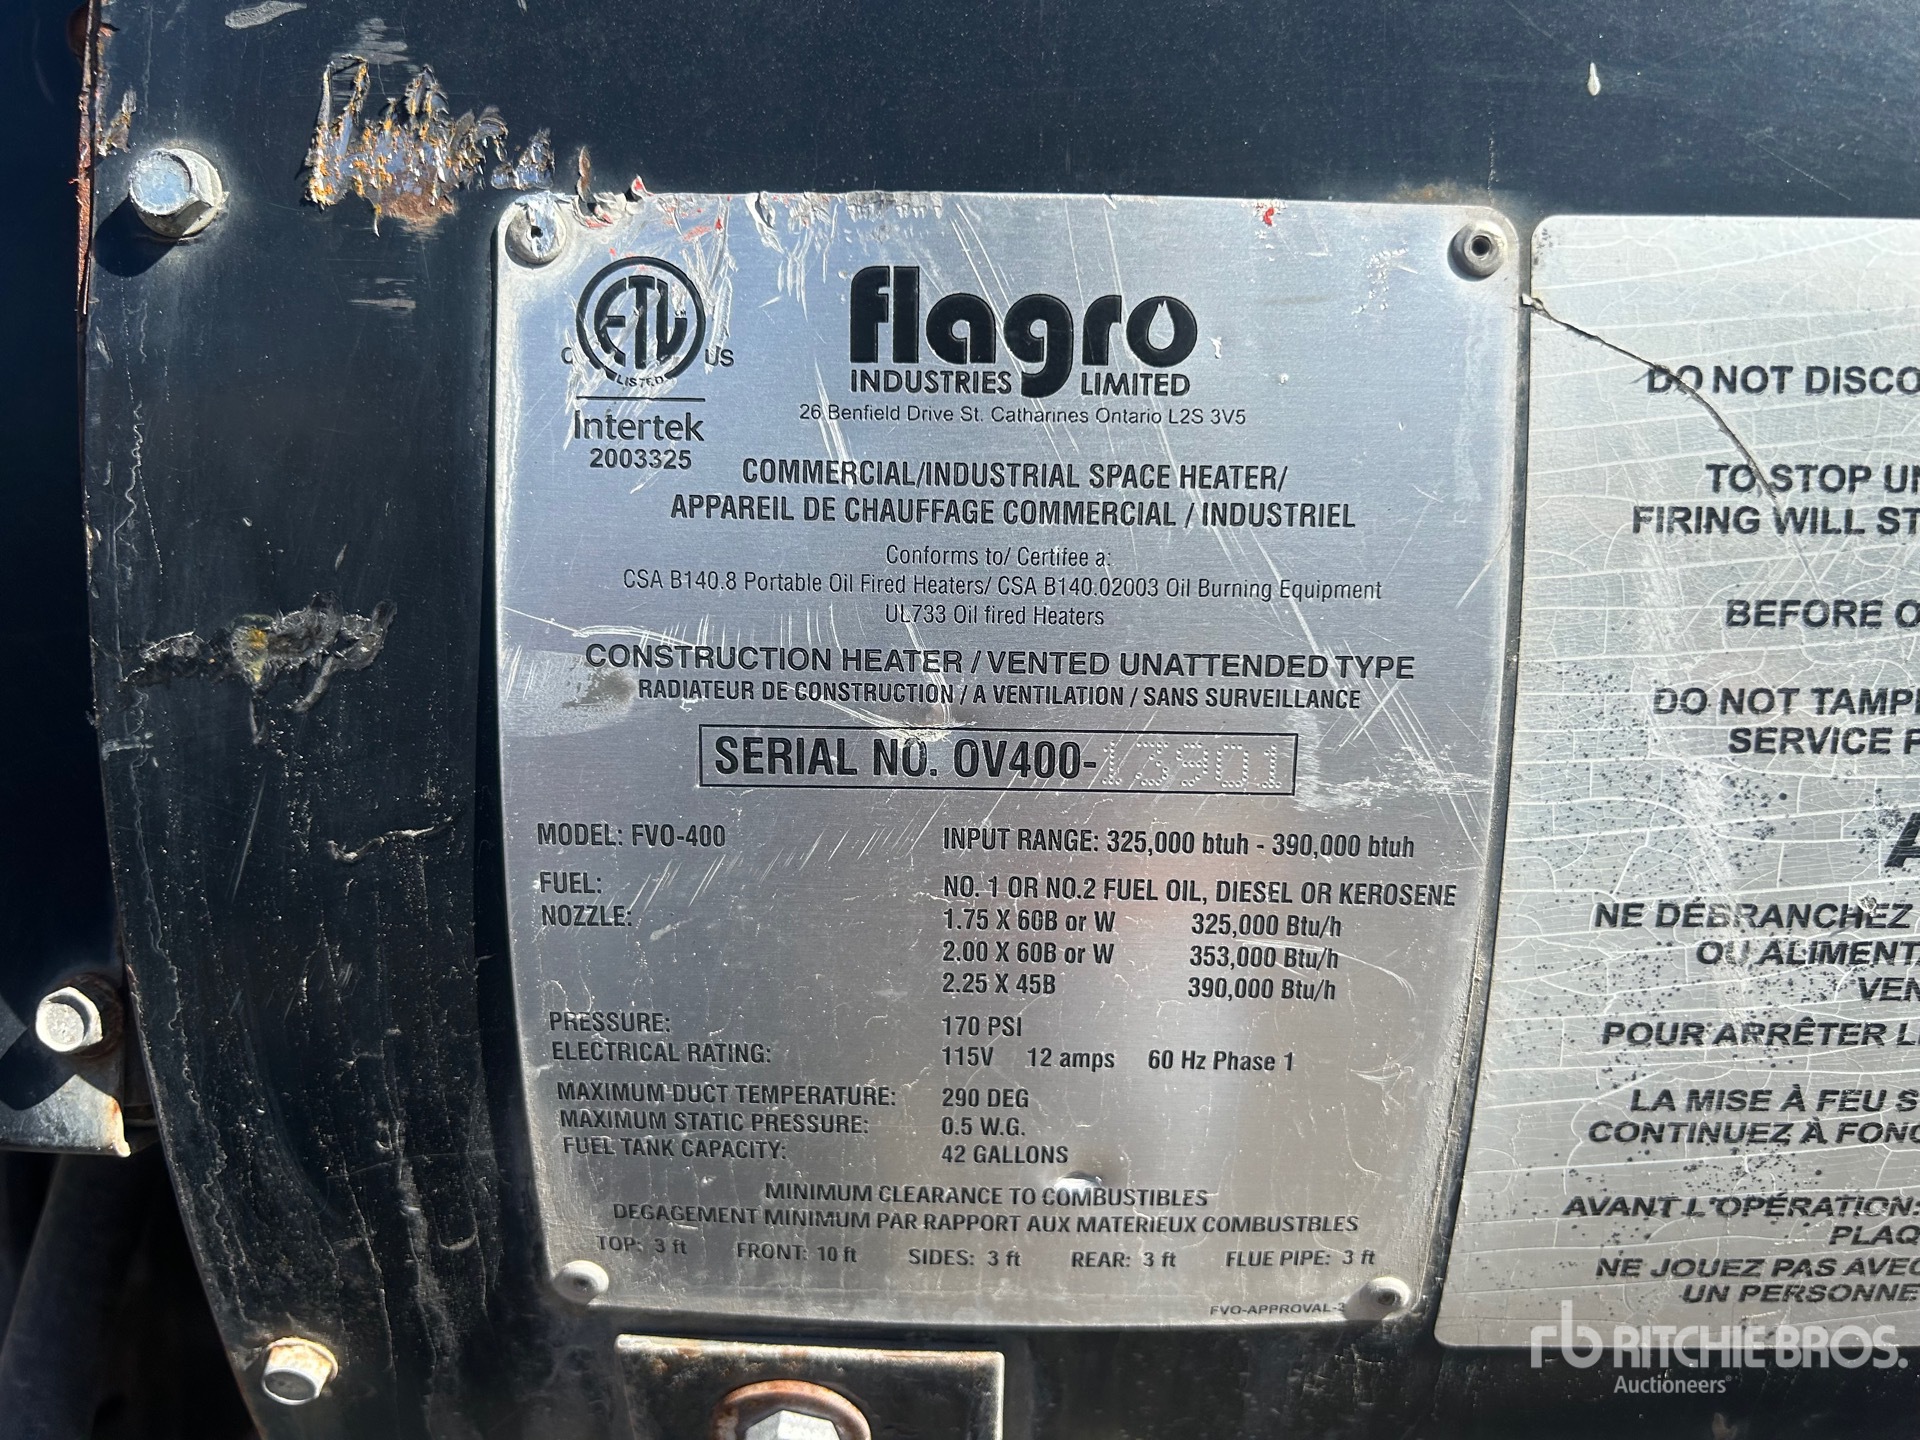 C ETL US
LISTED
Intertek
2003325
flagro
INDUSTRIES LIMITED
26 Benfield Drive St. Catharines Ontario L2S 3V5
COMMERCIAL/INDUSTRIAL SPACE HEATER/
APPAREIL DE CHAUFFAGE COMMERCIAL / INDUSTRIEL
Conforms to/ Certifee a:
CSA B140.8 Portable Oil Fired Heaters/ CSA B140.02003 Oil Burning Equipment
UL733 Oil fired Heaters
CONSTRUCTION HEATER / VENTED UNATTENDED TYPE
RADIATEUR DE CONSTRUCTION / A VENTILATION / SANS SURVEILLANCE
SERIAL NO. OV400-13901
MODEL: FVO-400 INPUT RANGE: 325,000 btuh - 390,000 btuh
FUEL: NO. 1 OR NO.2 FUEL OIL, DIESEL OR KEROSENE
NOZZLE: 1.75 X 60B or W 325,000 Btu/h
2.00 X 60B or W 353,000 Btu/h
2.25 X 45B 390,000 Btu/h
PRESSURE: 170 PSI
ELECTRICAL RATING: 115V 12 amps 60 Hz Phase 1
MAXIMUM DUCT TEMPERATURE: 290 DEG
MAXIMUM STATIC PRESSURE: 0.5 W.G.
FUEL TANK CAPACITY: 42 GALLONS
MINIMUM CLEARANCE TO COMBUSTIBLES
DEGAGEMENT MINIMUM PAR RAPPORT AUX MATERIEUX COMBUSTBLES
TOP: 3 ft FRONT: 10 ft SIDES: 3 ft REAR: 3 ft FLUE PIPE: 3 ft
FVO-APPROVAL-2
DO NOT DISCO
TO STOP UN
FIRING WILL ST
BEFORE O
DO NOT TAMP
SERVICE F
A
NE DÉBRANCHEZ
OU ALIMENT
VEN
POUR ARRÊTER L
LA MISE À FEU S
CONTINUEZ À FONC
AVANT L'OPÉRATION:
PLAQ
NE JOUEZ PAS AVEC
UN PERSONNE
rb RITCHIE BROS.
Auctioneers